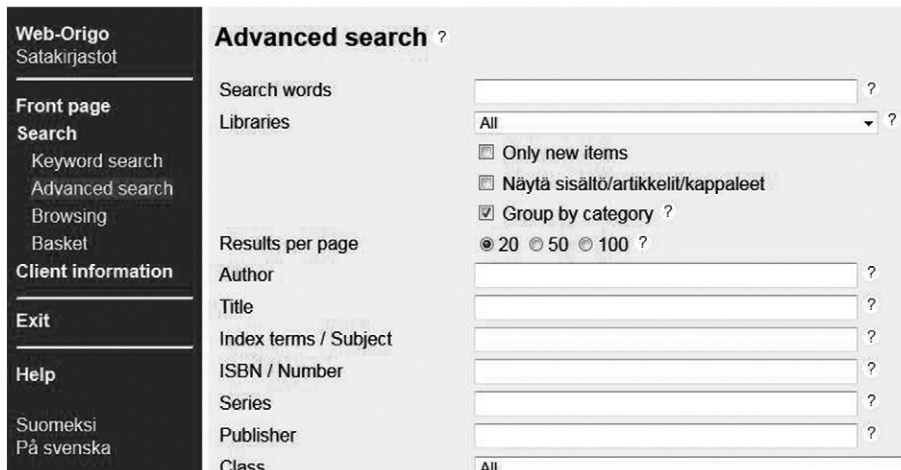 Web-Origo
Satakirjastot
Front page
Search
Keyword search
Advanced search
Browsing
Basket
Client information
Exit
Help
Suomeksi
På svenska
Advanced search ?
Search words ?
Libraries All ?
Only new items
Näytä sisältö/artikkelit/kappaleet
Group by category ?
Results per page 20 50 100 ?
Author ?
Title ?
Index terms / Subject ?
ISBN / Number ?
Series ?
Publisher ?
Class All